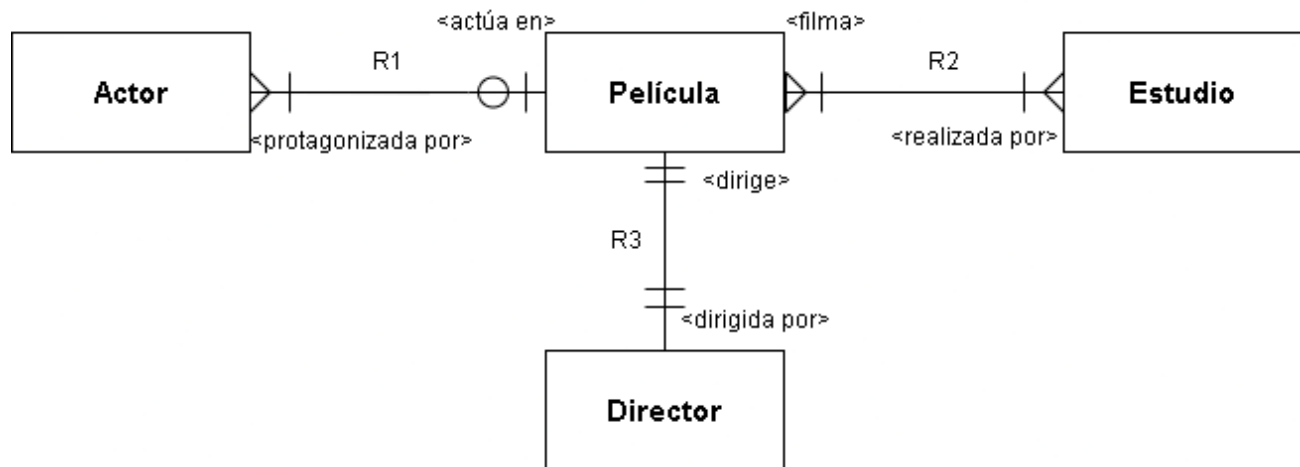 <actúa en>
<filma>
R1
R2
Actor
Película
Estudio
<protagonizada por>
<realizada por>
<dirige>
R3
<dirigida por>
Director